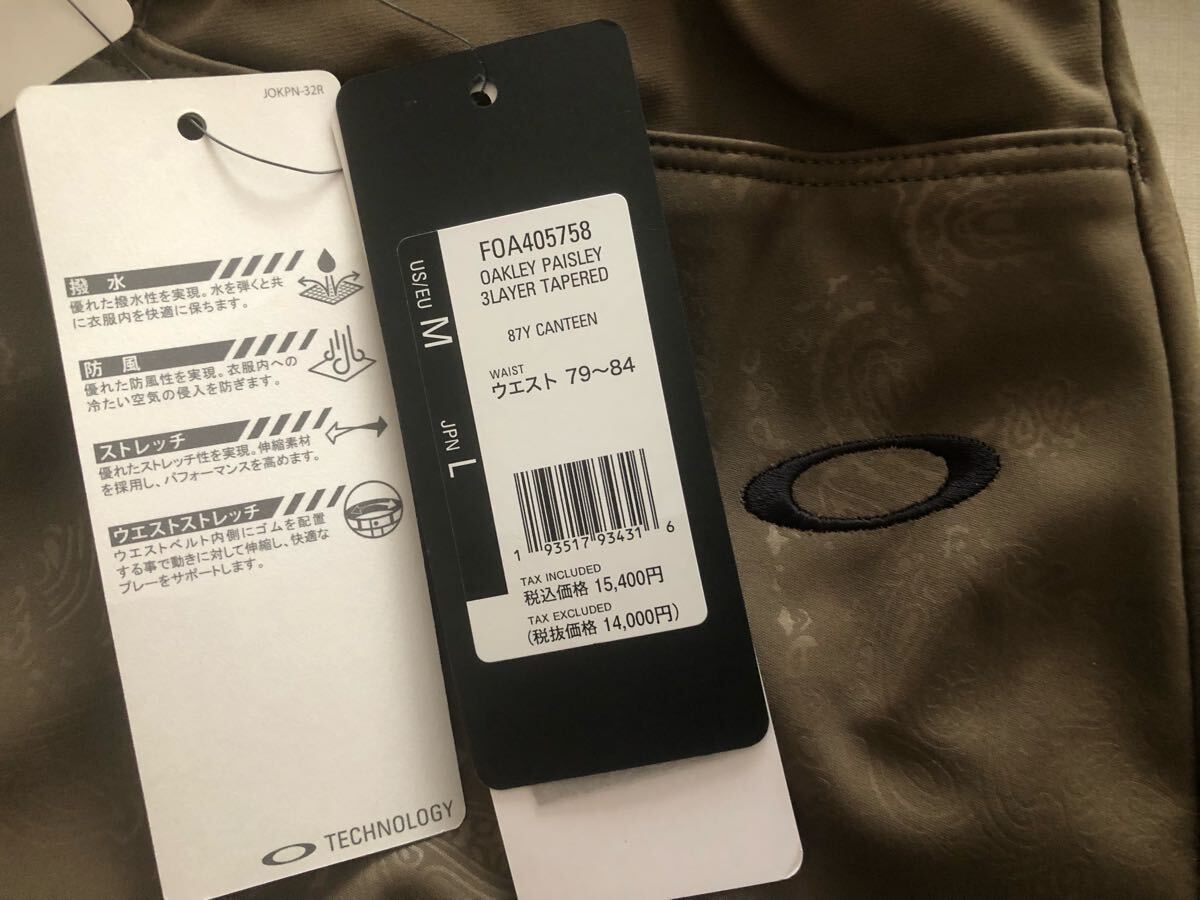 JOKPN-32R
撥 水
優れた撥水性を実現。水を弾くと共
に衣服内を快適に保ちます。
防 風
優れた防風性を実現。衣服内への
冷たい空気の侵入を防ぎます。
ストレッチ
優れたストレッチ性を実現。伸縮素材
を採用し、パフォーマンスを高めます。
ウエストストレッチ
ウエストベルト内側にゴムを配置
する事で動きに対して伸縮し、快適な
プレーをサポートします。
TECHNOLOGY
US/EU M
JPN L
FOA405758
OAKLEY PAISLEY
3LAYER TAPERED
87Y CANTEEN
WAIST
ウエスト 79～84
1 93517 93431 6
TAX INCLUDED
税込価格 15,400円
TAX EXCLUDED
(税抜価格 14,000円)